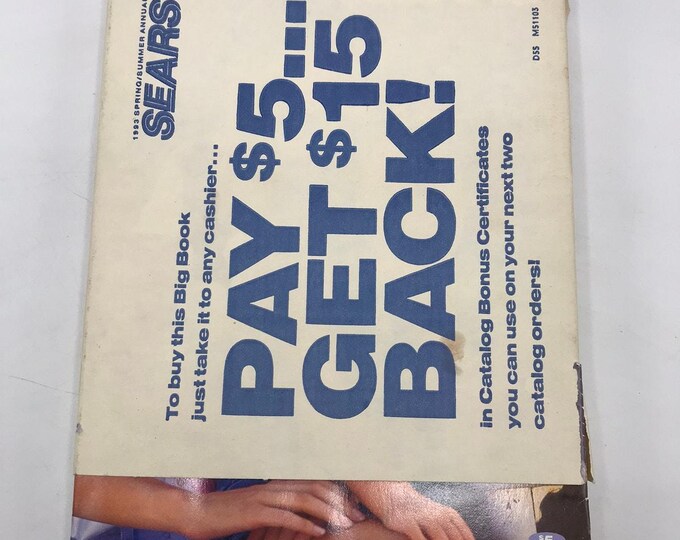 1993 SPRING/SUMMER ANNUAL
SEARS
To buy this Big Book
just take it to any cashier...
PAY $5...
GET $15
BACK!
in Catalog Bonus Certificates
you can use on your next two
catalog orders!
DSS MS1103
$5